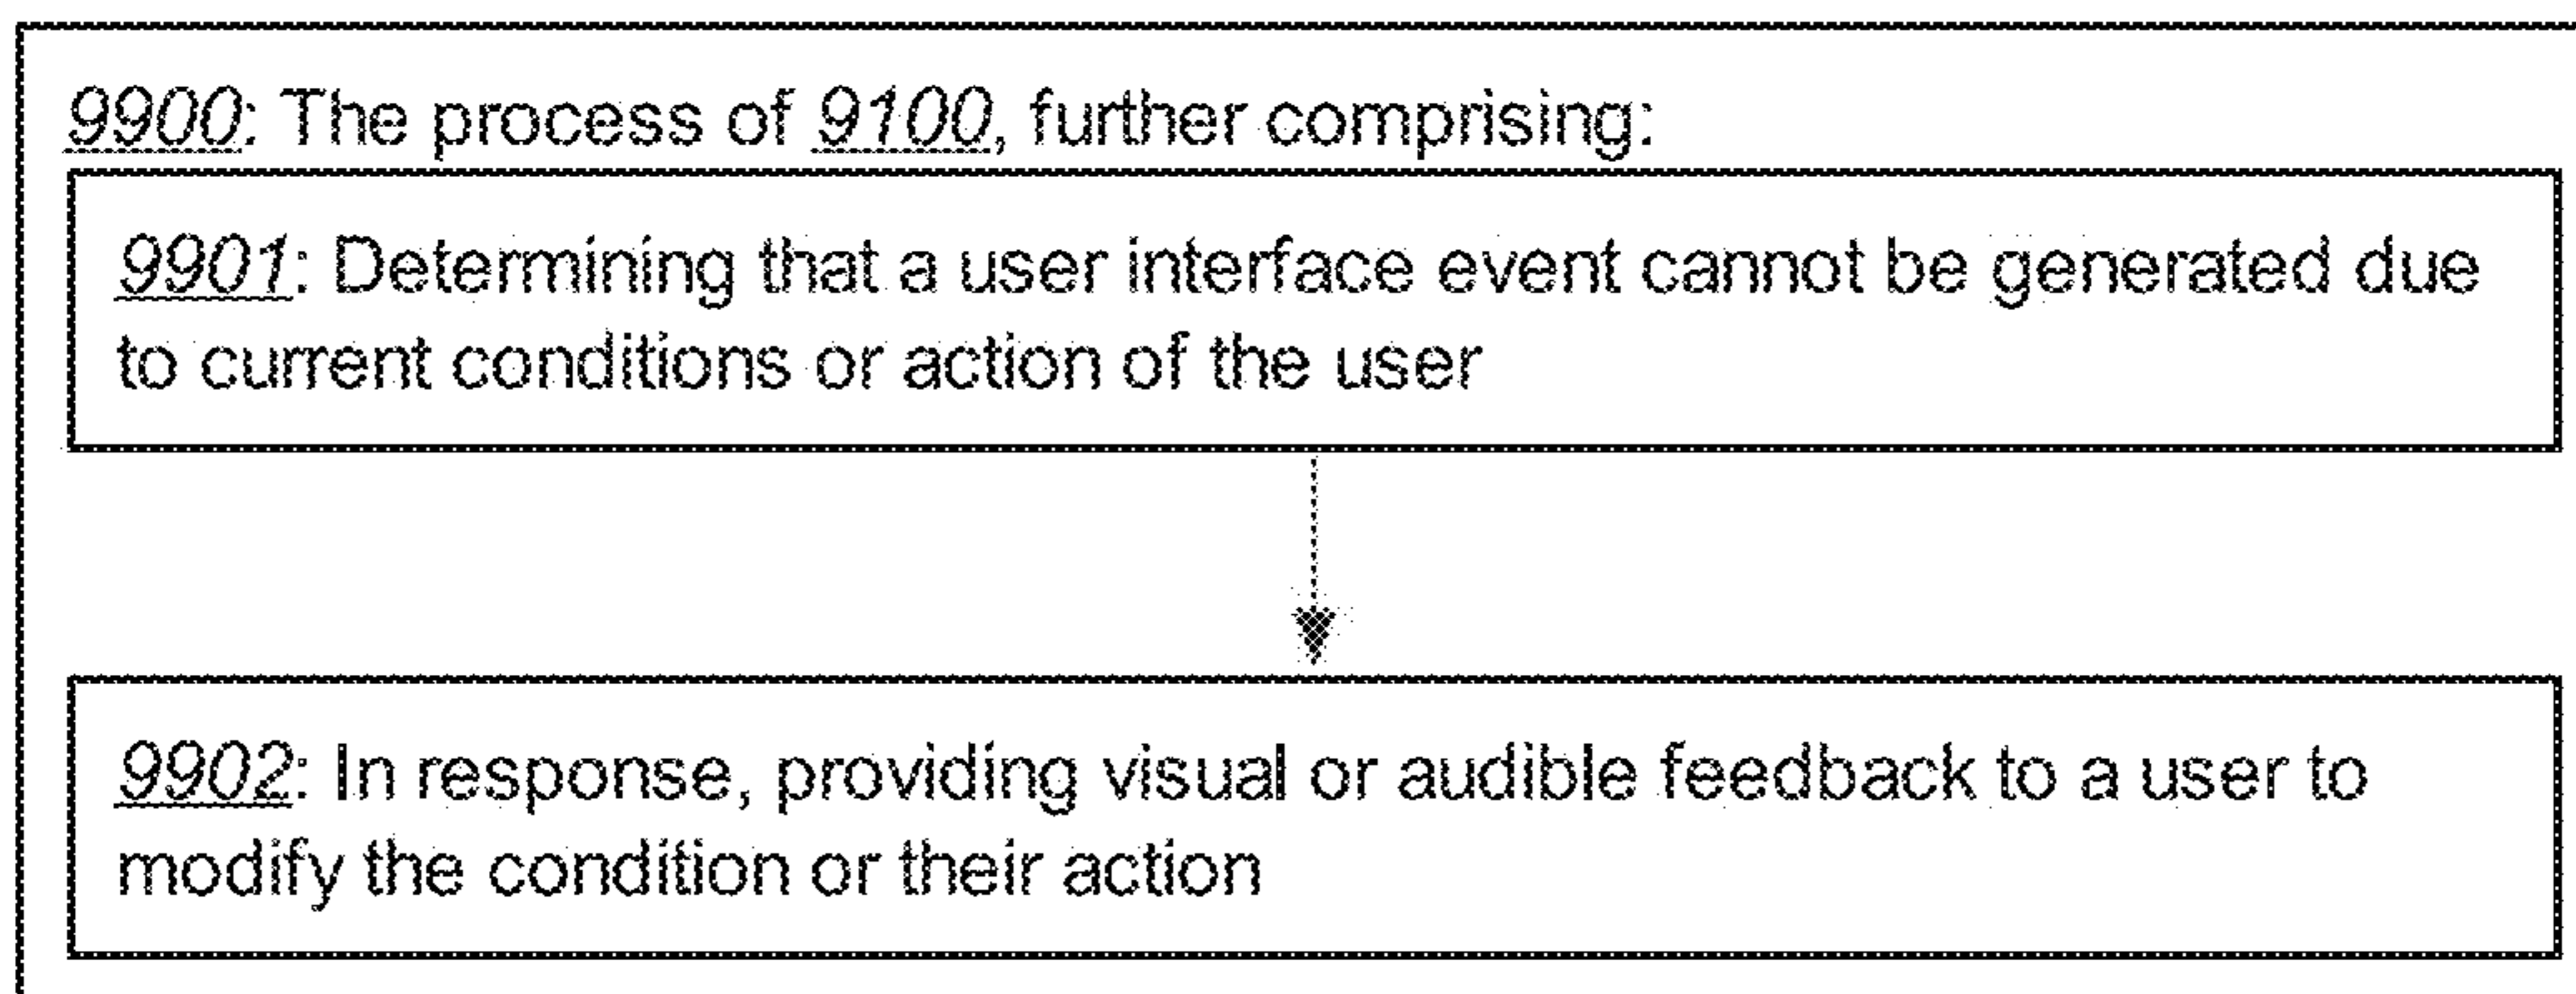 9900: The process of 9100, further comprising:
9901: Determining that a user interface event cannot be generated due
to current conditions or action of the user
9902: In response, providing visual or audible feedback to a user to
modify the condition or their action